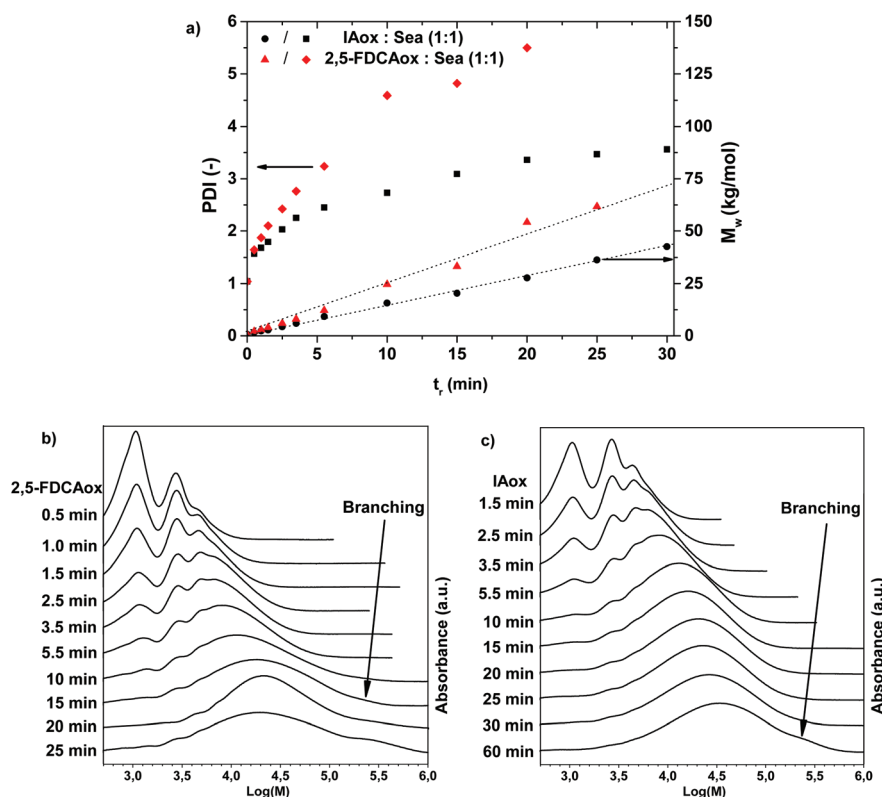 a)
● / ■ IAox : Sea (1:1)
▲ / ◆ 2,5-FDCAox : Sea (1:1)
PDI (-)
6
5
4
3
2
1
0
M_w (kg/mol)
150
125
100
75
50
25
0
0 5 10 15 20 25 30
t_r (min)
b)
2,5-FDCAox
Branching
0.5 min
1.0 min
1.5 min
2.5 min
3.5 min
5.5 min
10 min
15 min
20 min
25 min
Absorbance (a.u.)
3,0 3,5 4,0 4,5 5,0 5,5 6,0
Log(M)
c)
IAox
Branching
1.5 min
2.5 min
3.5 min
5.5 min
10 min
15 min
20 min
25 min
30 min
60 min
Absorbance (a.u.)
3,0 3,5 4,0 4,5 5,0 5,5 6,0
Log(M)